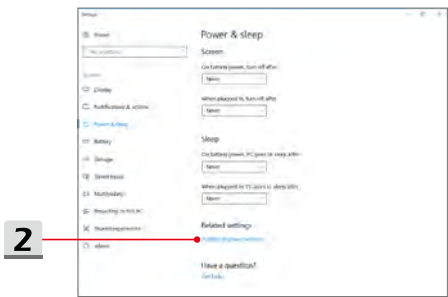 Settings
Home
Power & sleep
Screen
On battery power, turn off after
Never
When plugged in, turn off after
Never
Sleep
On battery power, PC goes to sleep after
Never
When plugged in, PC goes to sleep after
Never
Related settings
Additional power settings
Have a question?
Get help
System
Display
Notifications & actions
Power & sleep
Battery
Storage
Tablet mode
Multitasking
Projecting to this PC
Shared experiences
About
2